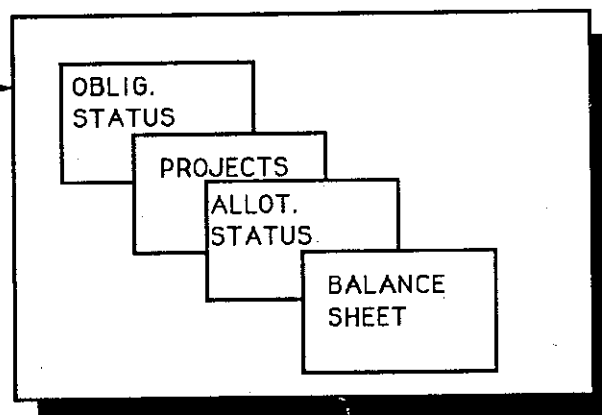 OBLIG.
STATUS
PROJECTS
ALLOT.
STATUS
BALANCE
SHEET